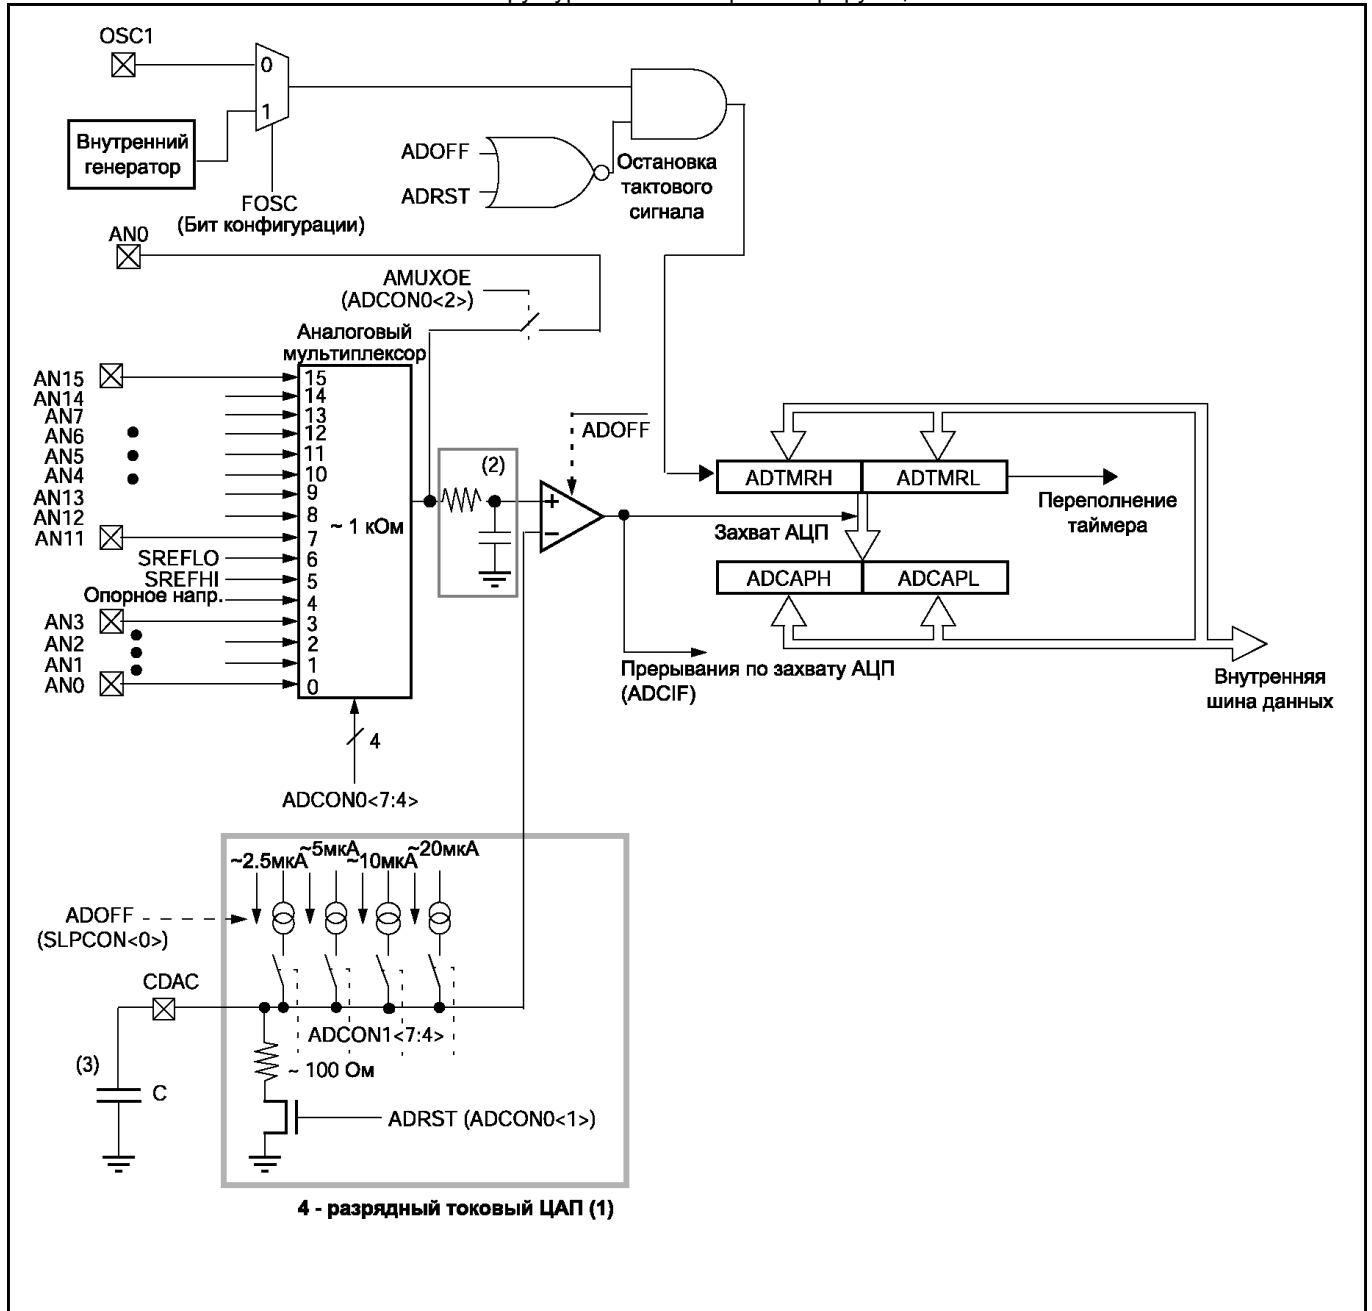 OSC1
0
1
Внутренний
генератор
FOSC
(Бит конфигурации)
ADOFF
ADRST
Остановка
тактового
сигнала
AN0
AMUXOE
(ADCON0<2>)
Аналоговый
мультиплексор
AN15
15
AN14
14
AN7
13
AN6
12
AN5
11
AN4
10
AN13
9
AN12
8
AN11
7
SREFLO
6
SREFHI
5
Опорное напр.
4
AN3
3
AN2
2
AN1
1
AN0
0
~ 1 кОм
4
ADCON0<7:4>
(2)
+
−
ADOFF
ADTMRH
ADTMRL
Переполнение
таймера
Захват АЦП
ADCAPH
ADCAPL
Прерывания по захвату АЦП
(ADCIF)
Внутренняя
шина данных
~2.5мкА
~5мкА
~10мкА
~20мкА
ADOFF
(SLPCON<0>)
CDAC
ADCON1<7:4>
(3)
C
~ 100 Ом
ADRST (ADCON0<1>)
4 - разрядный токовый ЦАП (1)